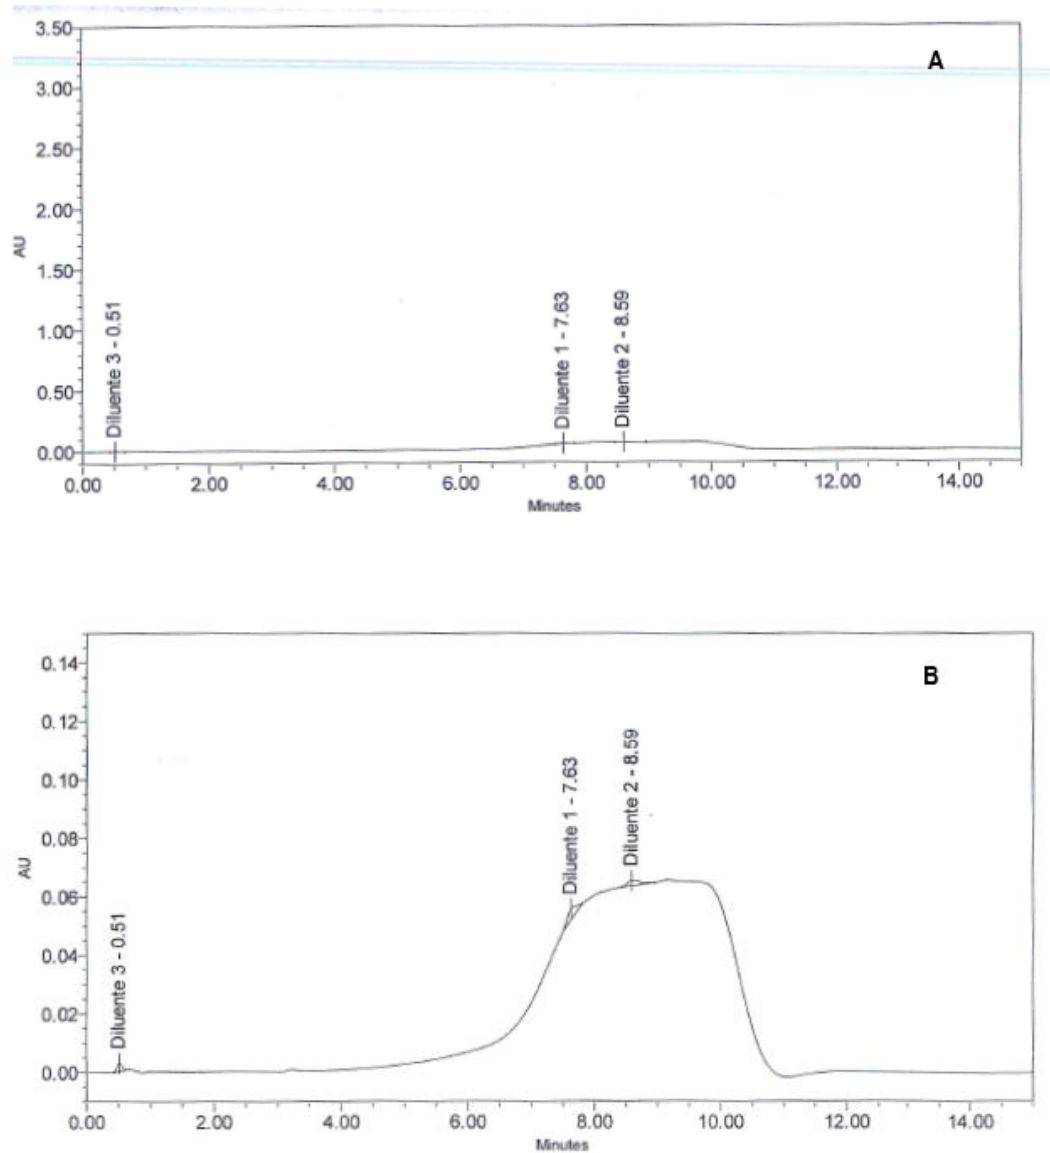 A
3.50
3.00
2.50
2.00
1.50
1.00
0.50
0.00
AU
Diluente 3 - 0.51
Diluente 1 - 7.63
Diluente 2 - 8.59
0.00 2.00 4.00 6.00 8.00 10.00 12.00 14.00
Minutes
B
0.14
0.12
0.10
0.08
0.06
0.04
0.02
0.00
AU
Diluente 3 - 0.51
Diluente 1 - 7.63
Diluente 2 - 8.59
0.00 2.00 4.00 6.00 8.00 10.00 12.00 14.00
Minutes